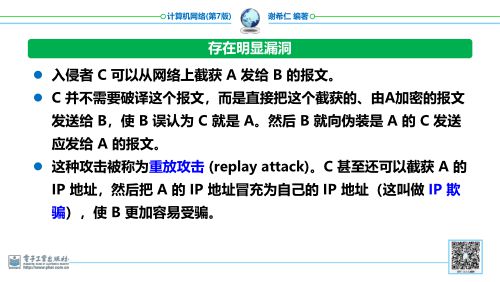 计算机网络(第7版)
谢希仁 编著
存在明显漏洞
入侵者 C 可以从网络上截获 A 发给 B 的报文。
C 并不需要破译这个报文，而是直接把这个截获的、由A加密的报文
发送给 B，使 B 误认为 C 就是 A。然后 B 就向伪装是 A 的 C 发送
应发给 A 的报文。
这种攻击被称为重放攻击 (replay attack)。C 甚至还可以截获 A 的
IP 地址，然后把 A 的 IP 地址冒充为自己的 IP 地址（这叫做 IP 欺
骗），使 B 更加容易受骗。
电子工业出版社
http://www.phei.com.cn